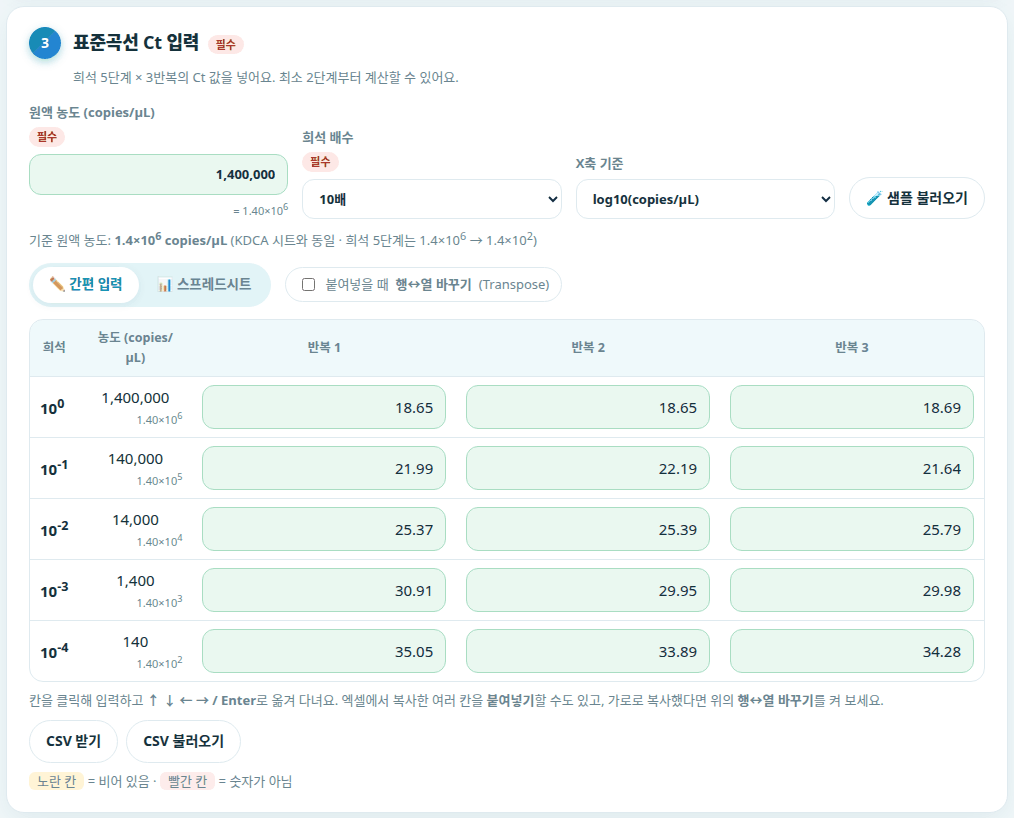 3 표준곡선 Ct 입력 필수
희석 5단계 × 3반복의 Ct 값을 넣어요. 최소 2단계부터 계산할 수 있어요.
원액 농도 (copies/μL)
필수
1,400,000
= 1.40×10⁶
희석 배수
필수
10배
X축 기준
log10(copies/μL)
🧪 샘플 불러오기
기준 원액 농도: 1.4×10⁶ copies/μL (KDCA 시트와 동일 · 희석 5단계는 1.4×10⁶ → 1.4×10²)
✏️ 간편 입력 📊 스프레드시트 붙여넣을 때 행↔열 바꾸기 (Transpose)
희석 농도 (copies/μL) 반복 1 반복 2 반복 3
10⁰ 1,400,000 1.40×10⁶ 18.65 18.65 18.69
10⁻¹ 140,000 1.40×10⁵ 21.99 22.19 21.64
10⁻² 14,000 1.40×10⁴ 25.37 25.39 25.79
10⁻³ 1,400 1.40×10³ 30.91 29.95 29.98
10⁻⁴ 140 1.40×10² 35.05 33.89 34.28
칸을 클릭해 입력하고 ↑ ↓ ← → / Enter로 옮겨 다녀요. 엑셀에서 복사한 여러 칸을 붙여넣기할 수도 있고, 가로로 복사했다면 위의 행↔열 바꾸기를 켜 보세요.
CSV 받기 CSV 불러오기
노란 칸 = 비어 있음 · 빨간 칸 = 숫자가 아님